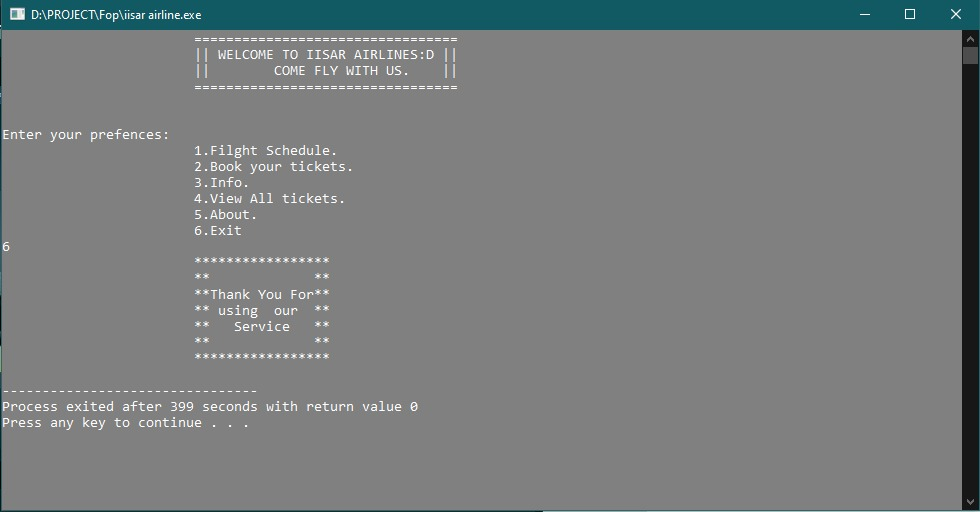 D:\PROJECT\Fop\iisar airline.exe
=================================
|| WELCOME TO IISAR AIRLINES:D ||
||        COME FLY WITH US.    ||
=================================
Enter your prefences:
1.Filght Schedule.
2.Book your tickets.
3.Info.
4.View All tickets.
5.About.
6.Exit
6
*****************
**             **
**Thank You For**
** using  our  **
**   Service   **
**             **
*****************
--------------------------------
Process exited after 399 seconds with return value 0
Press any key to continue . . .